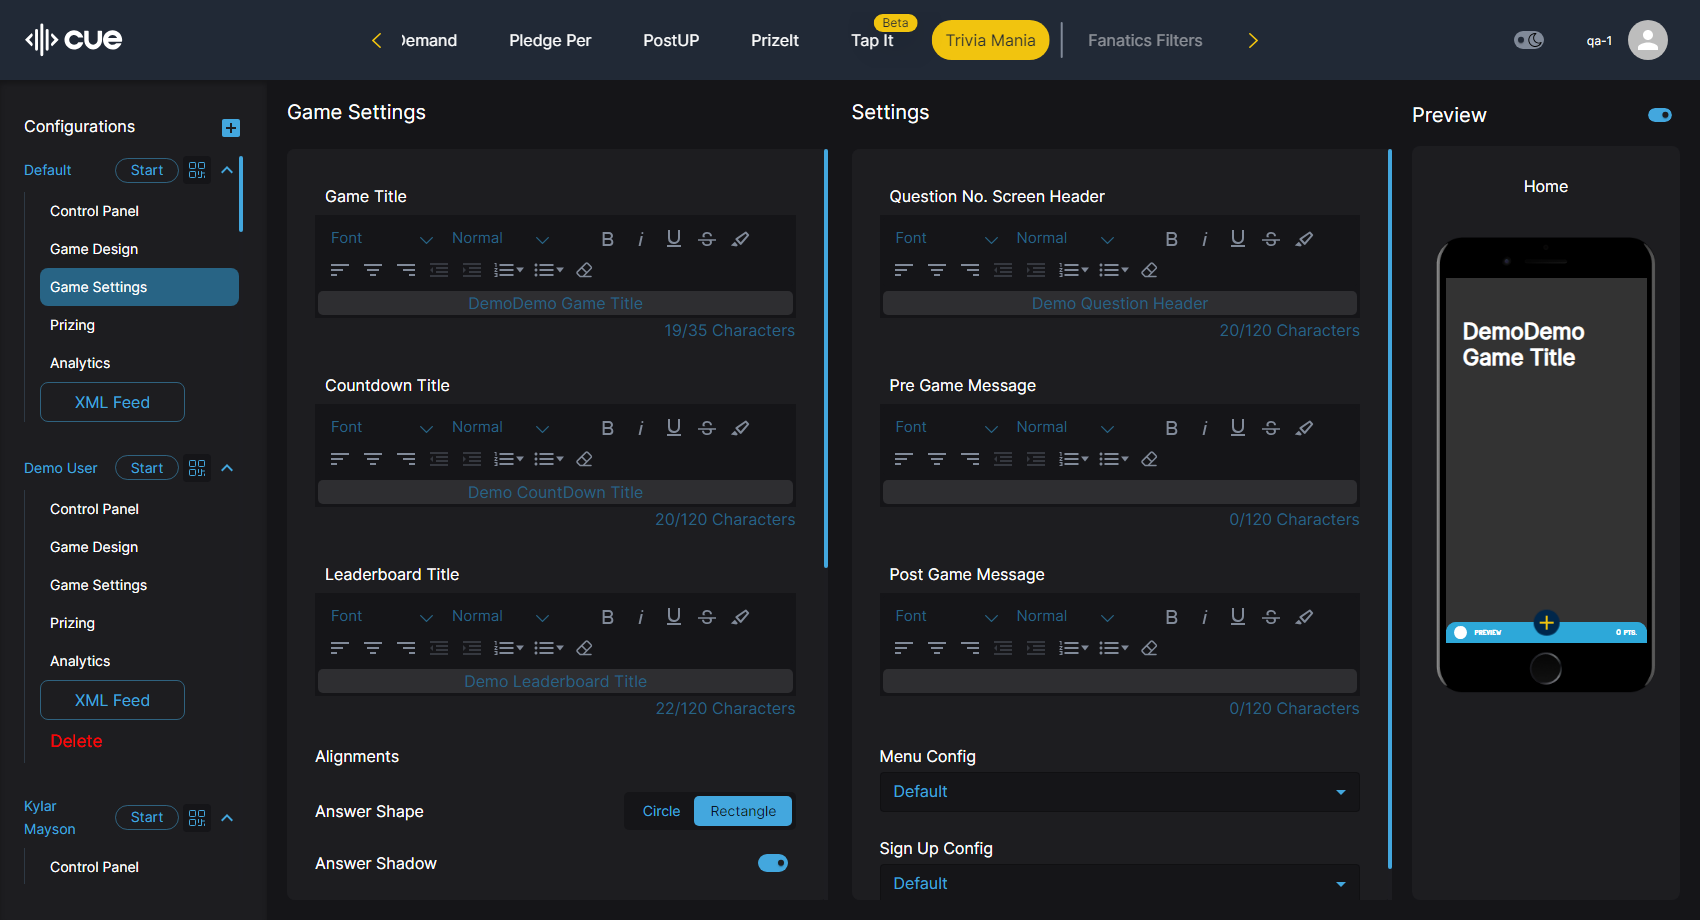 cue
Demand
Pledge Per
PostUP
PrizeIt
Tap It
Beta
Trivia Mania
Fanatics Filters
qa-1
Configurations
Default
Start
Control Panel
Game Design
Game Settings
Prizing
Analytics
XML Feed
Demo User
Start
Control Panel
Game Design
Game Settings
Prizing
Analytics
XML Feed
Delete
Kylar
Mayson
Start
Control Panel
Game Settings
Game Title
Font
Normal
DemoDemo Game Title
19/35 Characters
Countdown Title
Font
Normal
Demo CountDown Title
20/120 Characters
Leaderboard Title
Font
Normal
Demo Leaderboard Title
22/120 Characters
Alignments
Answer Shape
Circle
Rectangle
Answer Shadow
Settings
Question No. Screen Header
Font
Normal
Demo Question Header
20/120 Characters
Pre Game Message
Font
Normal
0/120 Characters
Post Game Message
Font
Normal
0/120 Characters
Menu Config
Default
Sign Up Config
Default
Preview
Home
DemoDemo
Game Title
PREVIEW
0 PTS.